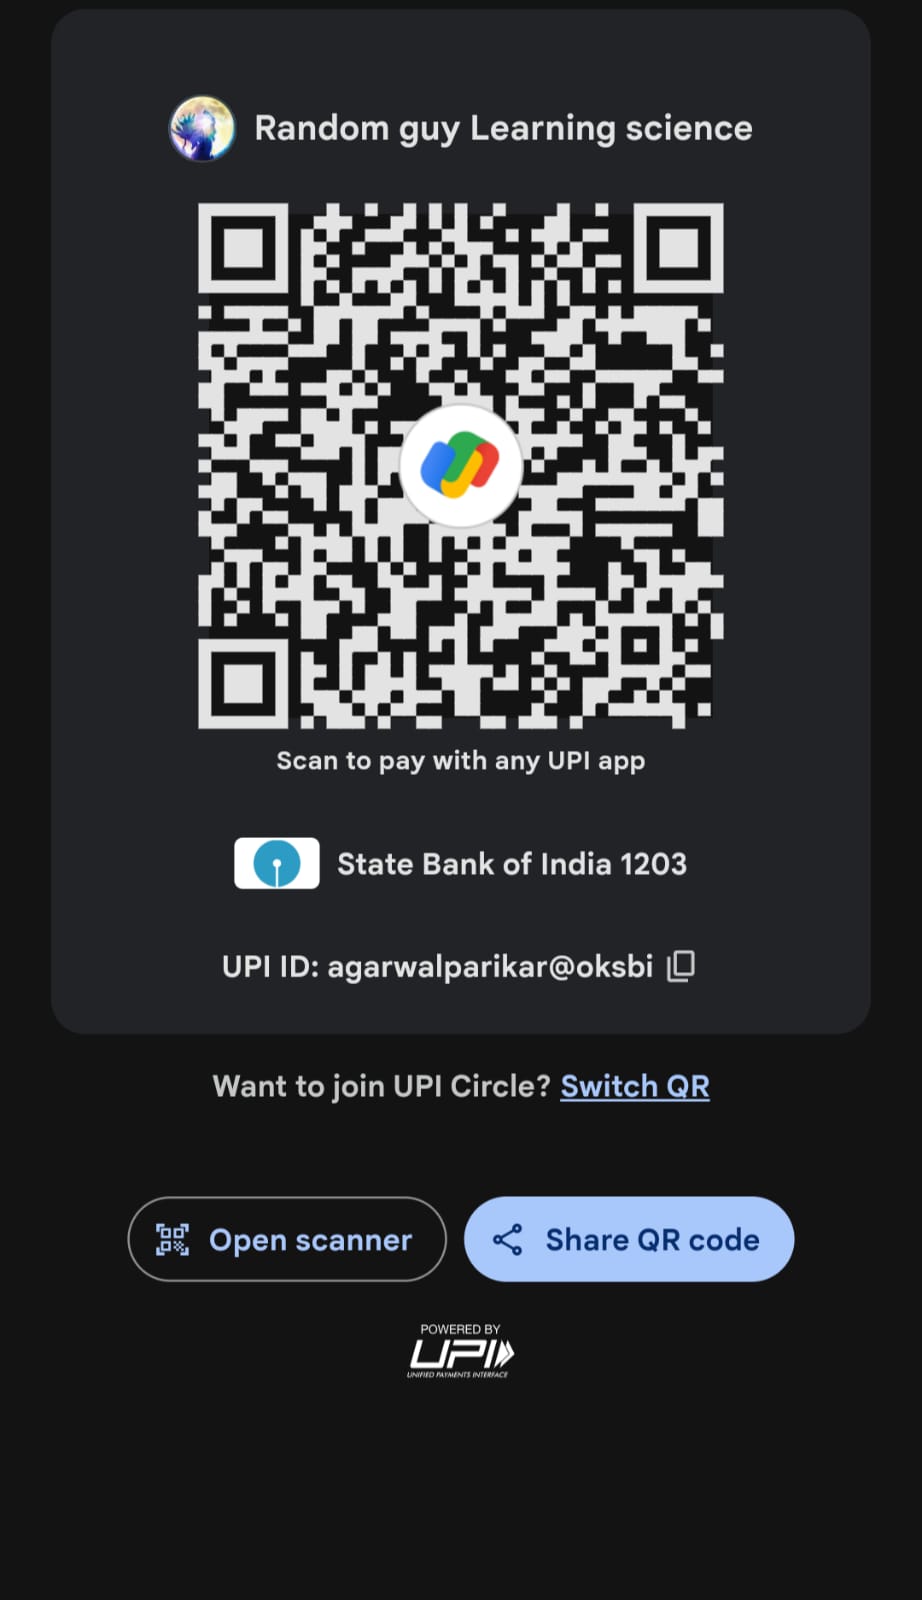 Random guy Learning science
Scan to pay with any UPI app
State Bank of India 1203
UPI ID: agarwalparikar@oksbi
Want to join UPI Circle? Switch QR
Open scanner
Share QR code
POWERED BY
UPI
UNIFIED PAYMENTS INTERFACE